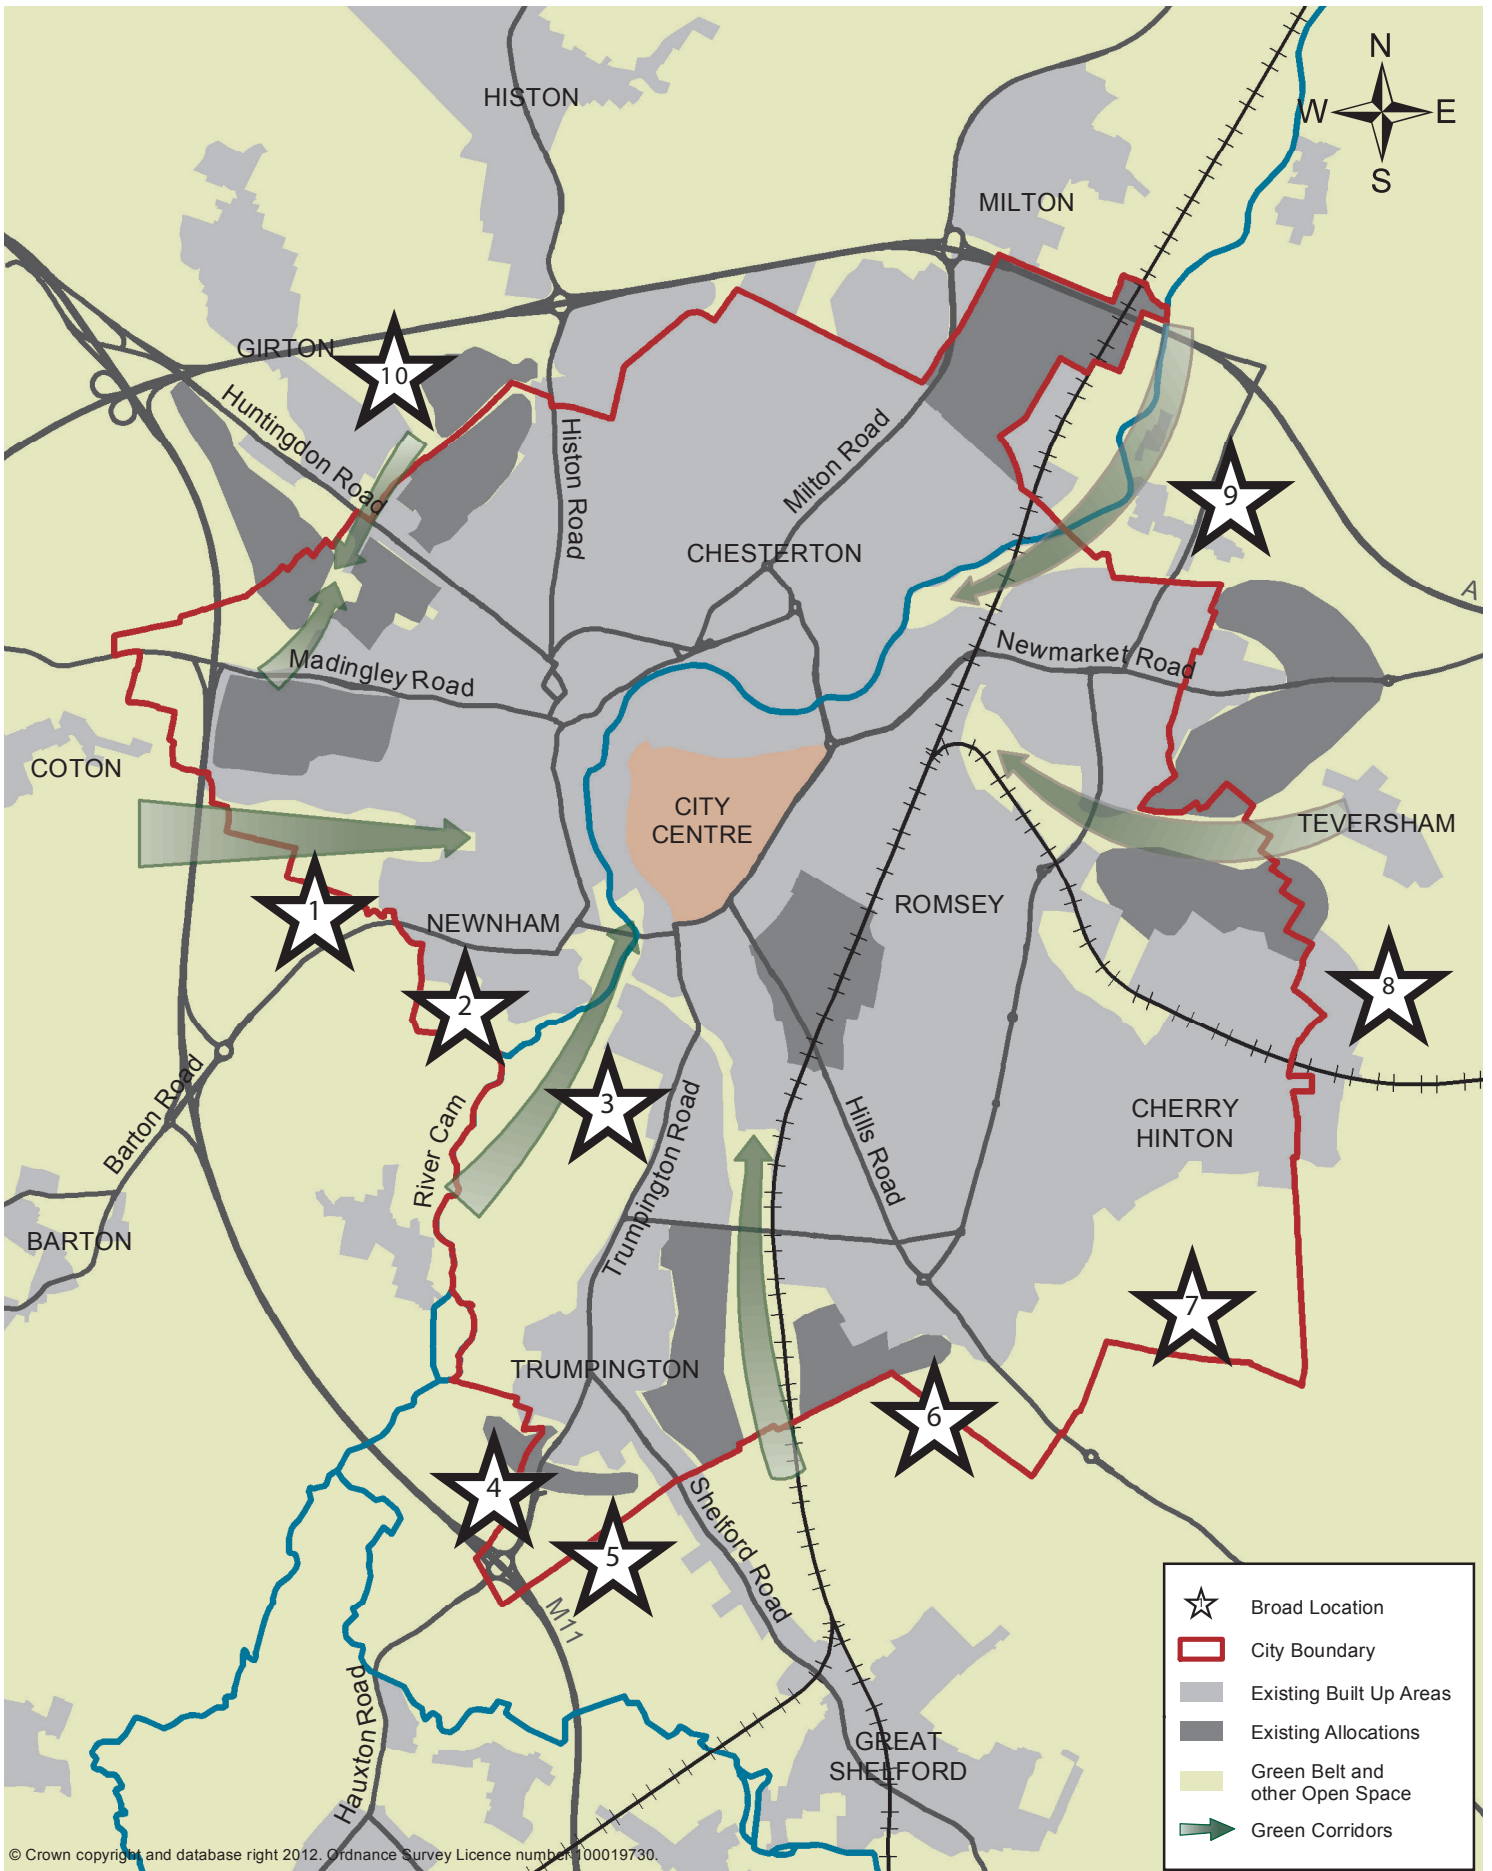 N
HISTON
W E
S
MILTON
GIRTON
10
Huntingdon Road
Histon Road
Milton Road
9
CHESTERTON
A
Newmarket Road
Madingley Road
COTON
CITY
CENTRE
TEVERSHAM
1
NEWNHAM
ROMSEY
2
8
3
Barton Road
River Cam
Trumpington Road
Hills Road
CHERRY
HINTON
BARTON
7
TRUMPINGTON
6
4
5
Shelford Road
M11
Hauxton Road
GREAT
SHELFORD
1
Broad Location
City Boundary
Existing Built Up Areas
Existing Allocations
Green Belt and
other Open Space
Green Corridors
© Crown copyright and database right 2012. Ordnance Survey Licence number 100019730.